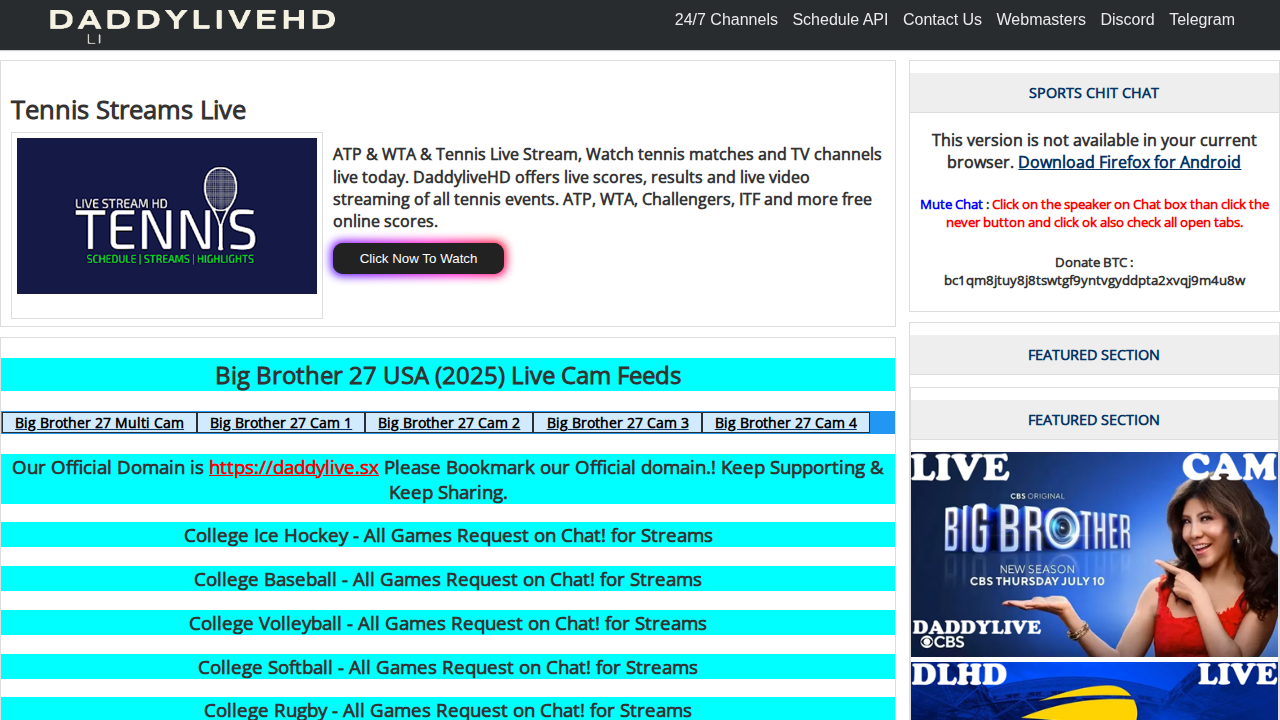 DADDYLIVEHD
LI
24/7 Channels Schedule API Contact Us Webmasters Discord Telegram
Tennis Streams Live
LIVE STREAM HD
TENNIS
SCHEDULE | STREAMS | HIGHLIGHTS
ATP & WTA & Tennis Live Stream, Watch tennis matches and TV channels
live today. DaddyliveHD offers live scores, results and live video
streaming of all tennis events. ATP, WTA, Challengers, ITF and more free
online scores.
Click Now To Watch
Big Brother 27 USA (2025) Live Cam Feeds
Big Brother 27 Multi Cam Big Brother 27 Cam 1 Big Brother 27 Cam 2 Big Brother 27 Cam 3 Big Brother 27 Cam 4
Our Official Domain is https://daddylive.sx Please Bookmark our Official domain.! Keep Supporting &
Keep Sharing.
College Ice Hockey - All Games Request on Chat! for Streams
College Baseball - All Games Request on Chat! for Streams
College Volleyball - All Games Request on Chat! for Streams
College Softball - All Games Request on Chat! for Streams
College Rugby - All Games Request on Chat! for Streams
SPORTS CHIT CHAT
This version is not available in your current
browser. Download Firefox for Android
Mute Chat : Click on the speaker on Chat box than click the
never button and click ok also check all open tabs.
Donate BTC :
bc1qm8jtuy8j8tswtgf9yntvgyddpta2xvqj9m4u8w
FEATURED SECTION
FEATURED SECTION
LIVE CAM
CBS ORIGINAL
BIG BROTHER
NEW SEASON
CBS THURSDAY JULY 10
DADDYLIVE
CBS
DLHD LIVE